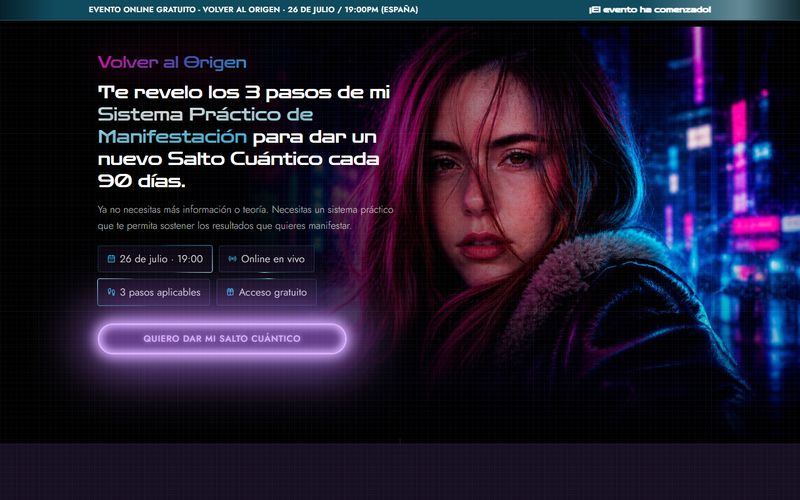 EVENTO ONLINE GRATUITO - VOLVER AL ORIGEN - 26 DE JULIO / 19:00PM (ESPAÑA)
¡El evento ha comenzado!
Volver al Origen
Te revelo los 3 pasos de mi
Sistema Práctico de
Manifestación para dar un
nuevo Salto Cuántico cada
90 días.
Ya no necesitas más información o teoría. Necesitas un sistema práctico
que te permita sostener los resultados que quieres manifestar.
26 de julio · 19:00
Online en vivo
3 pasos aplicables
Acceso gratuito
QUIERO DAR MI SALTO CUÁNTICO